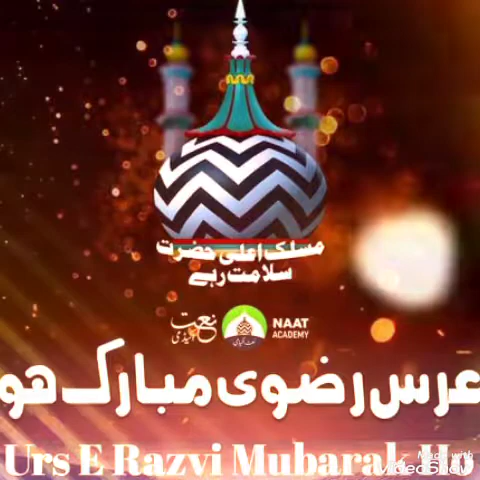 مسلک اعلیٰ حضرت
سلامت رہے
نعت اکیڈمی
NAAT
ACADEMY
عرس رضوی مبارک ھو
Urs E Razvi Mubarak Ho
Made with
VideoShow